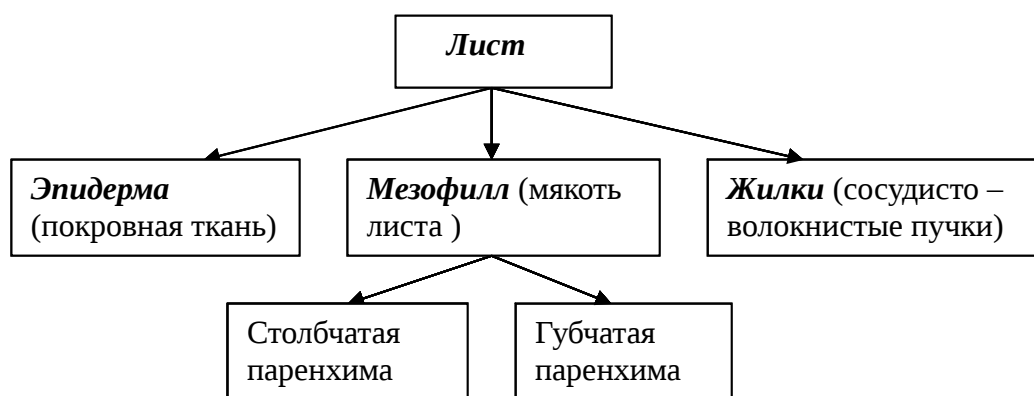 Лист
Эпидерма
(покровная ткань)
Мезофилл (мякоть
листа )
Жилки (сосудисто –
волокнистые пучки)
Столбчатая
паренхима
Губчатая
паренхима